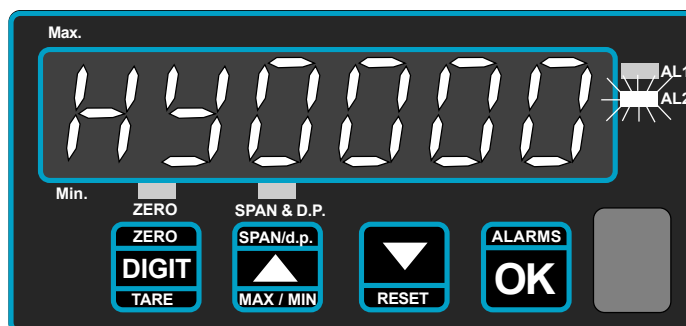 Max.
Hy0000
AL1
AL2
Min.
ZERO
SPAN & D.P.
ZERO
DIGIT
TARE
SPAN/d.p.
MAX / MIN
RESET
ALARMS
OK